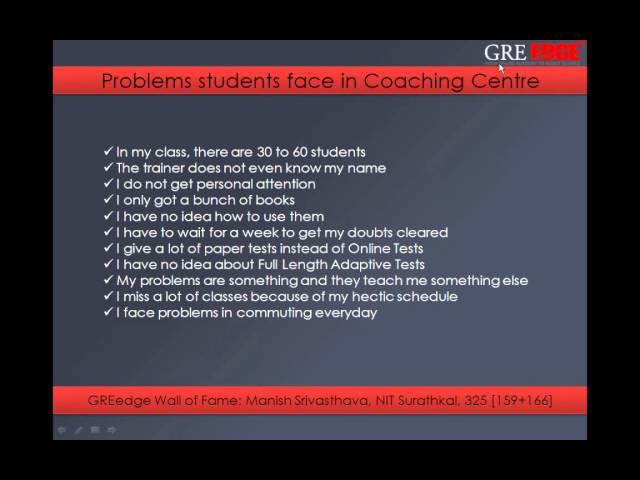 GRE EDGE
Problems students face in Coaching Centre
In my class, there are 30 to 60 students
The trainer does not even know my name
I do not get personal attention
I only got a bunch of books
I have no idea how to use them
I have to wait for a week to get my doubts cleared
I give a lot of paper tests instead of Online Tests
I have no idea about Full Length Adaptive Tests
My problems are something and they teach me something else
I miss a lot of classes because of my hectic schedule
I face problems in commuting everyday
GREedge Wall of Fame: Manish Srivasthava, NIT Surathkal, 325 [159+166]